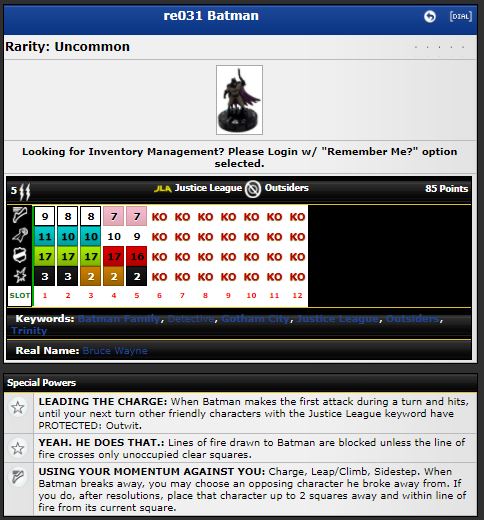 re031 Batman [DIAL]
Rarity: Uncommon
Looking for Inventory Management? Please Login w/ "Remember Me?" option
selected.
5 JLA Justice League Outsiders 85 Points
9 8 8 7 7 KO KO KO KO KO KO KO
11 10 10 10 9 KO KO KO KO KO KO KO
17 17 17 17 16 KO KO KO KO KO KO KO
3 3 2 2 2 KO KO KO KO KO KO KO
SLOT 1 2 3 4 5 6 7 8 9 10 11 12
Keywords: Batman Family, Detective, Gotham City, Justice League, Outsiders,
Trinity
Real Name: Bruce Wayne
Special Powers
LEADING THE CHARGE: When Batman makes the first attack during a turn and hits,
until your next turn other friendly characters with the Justice League keyword have
PROTECTED: Outwit.
YEAH. HE DOES THAT.: Lines of fire drawn to Batman are blocked unless the line of
fire crosses only unoccupied clear squares.
USING YOUR MOMENTUM AGAINST YOU: Charge, Leap/Climb, Sidestep. When
Batman breaks away, you may choose an opposing character he broke away from. If
you do, after resolutions, place that character up to 2 squares away and within line of
fire from its current square.